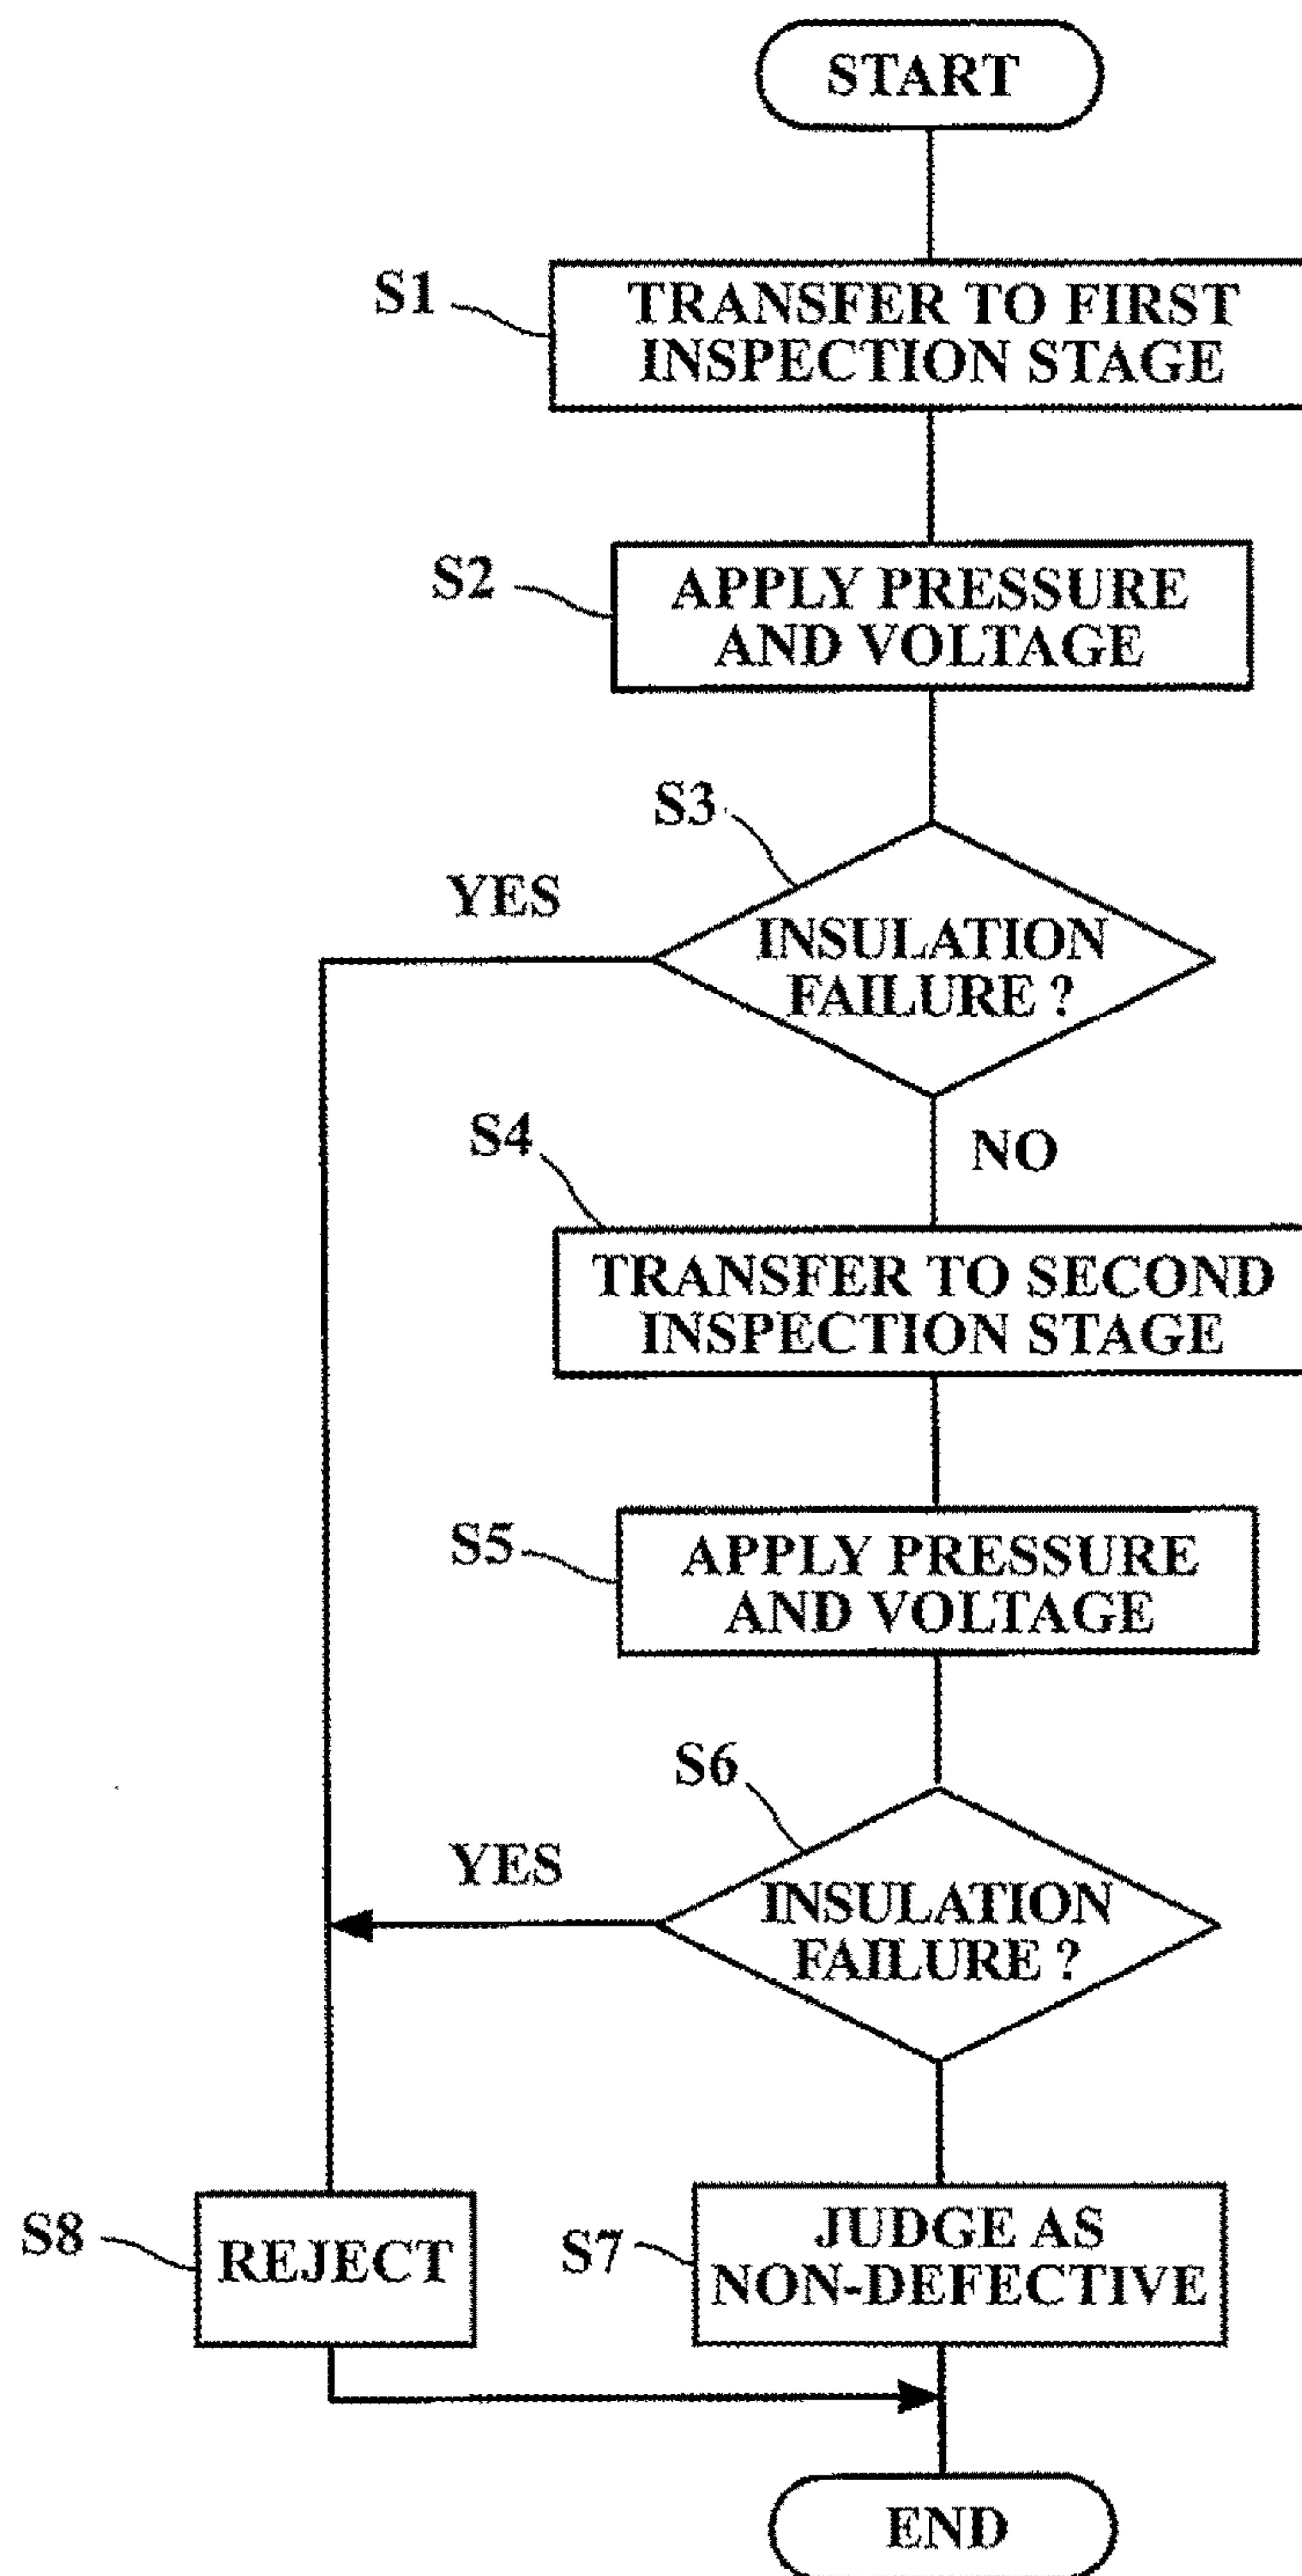 START
S1
TRANSFER TO FIRST
INSPECTION STAGE
S2
APPLY PRESSURE
AND VOLTAGE
S3
YES
INSULATION
FAILURE ?
NO
S4
TRANSFER TO SECOND
INSPECTION STAGE
S5
APPLY PRESSURE
AND VOLTAGE
S6
YES
INSULATION
FAILURE ?
S8
REJECT
S7
JUDGE AS
NON-DEFECTIVE
END